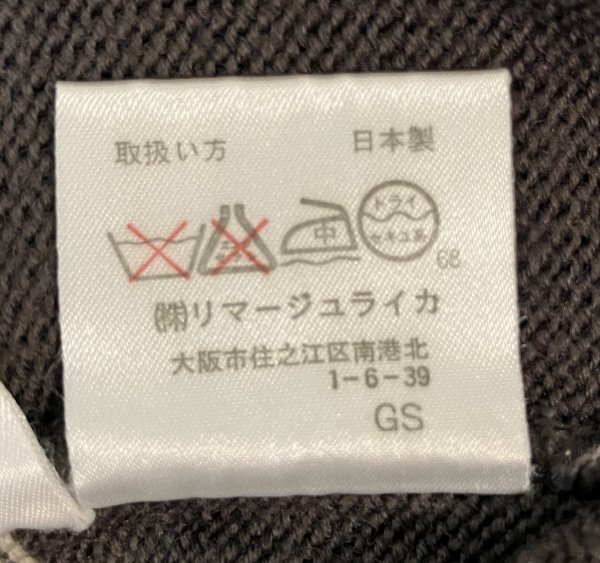 取扱い方 日本製
中 ドライ
セキユ系
68
(株)リマージュライカ
大阪市住之江区南港北
1-6-39
GS